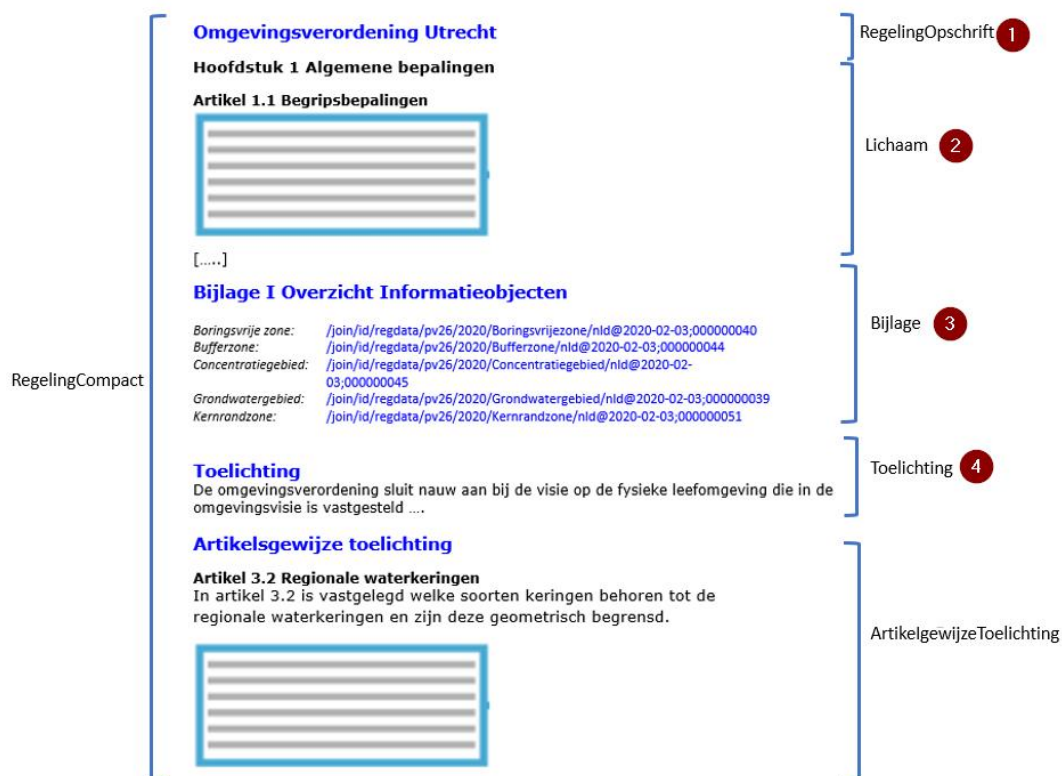 Omgevingsverordening Utrecht
RegelingOpschrift 1
Hoofdstuk 1 Algemene bepalingen
Artikel 1.1 Begripsbepalingen
Lichaam 2
[…..]
Bijlage I Overzicht Informatieobjecten
Bijlage 3
Boringsvrije zone: /join/id/regdata/pv26/2020/Boringsvrijezone/nld@2020-02-03;000000040
Bufferzone: /join/id/regdata/pv26/2020/Bufferzone/nld@2020-02-03;000000044
Concentratiegebied: /join/id/regdata/pv26/2020/Concentratiegebied/nld@2020-02-
03;000000045
Grondwatergebied: /join/id/regdata/pv26/2020/Grondwatergebied/nld@2020-02-03;000000039
Kernrandzone: /join/id/regdata/pv26/2020/Kernrandzone/nld@2020-02-03;000000051
RegelingCompact
Toelichting
Toelichting 4
De omgevingsverordening sluit nauw aan bij de visie op de fysieke leefomgeving die in de
omgevingsvisie is vastgesteld ….
Artikelsgewijze toelichting
Artikel 3.2 Regionale waterkeringen
In artikel 3.2 is vastgelegd welke soorten keringen behoren tot de
regionale waterkeringen en zijn deze geometrisch begrensd.
ArtikelgewijzeToelichting